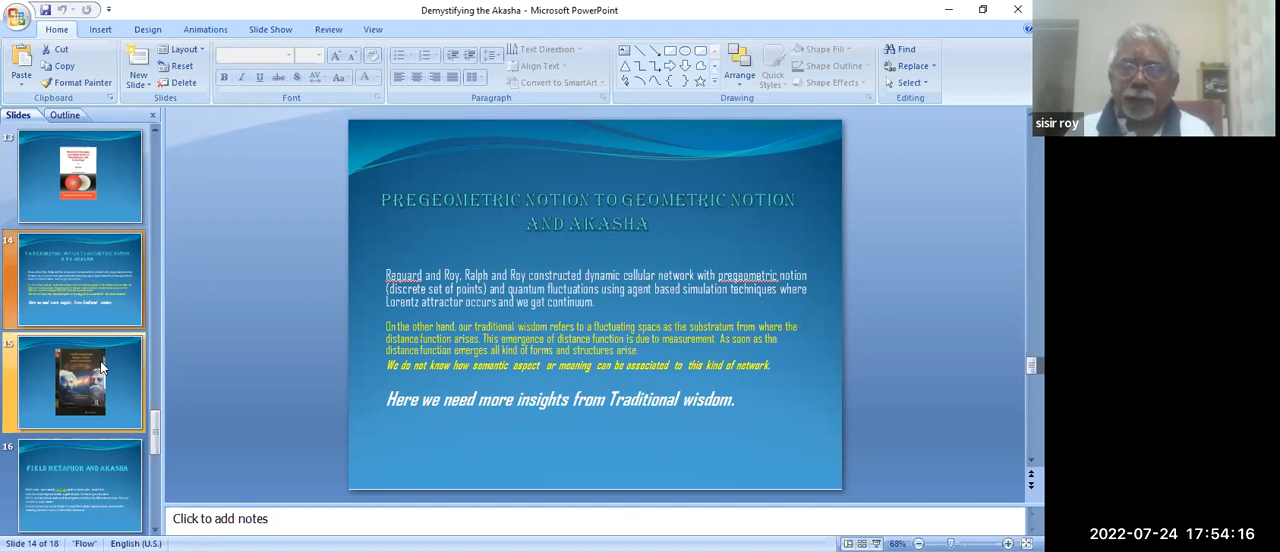 Demystifying the Akasha - Microsoft PowerPoint
Home Insert Design Animations Slide Show Review View
Paste
Cut
Copy
Format Painter
Clipboard
New Slide
Layout
Reset
Delete
Slides
Font
Paragraph
Text Direction
Align Text
Convert to SmartArt
Arrange
Quick Styles
Shape Fill
Shape Outline
Shape Effects
Drawing
Find
Replace
Select
Editing
Slides Outline
13
14
15
16
FIELD METAPHOR AND AKASHA
PREGEOMETRIC NOTION TO GEOMETRIC NOTION
AND AKASHA
Requard and Roy, Ralph and Roy constructed dynamic cellular network with pregeometric notion
(discrete set of points) and quantum fluctuations using agent based simulation techniques where
Lorentz attractor occurs and we get continuum.
On the other hand, our traditional wisdom refers to a fluctuating space as the substratum from where the
distance function arises. This emergence of distance function is due to measurement. As soon as the
distance function emerges all kind of forms and structures arise.
We do not know how semantic aspect or meaning can be associated to this kind of network.
Here we need more insights from Traditional wisdom.
Click to add notes
Slide 14 of 18 "Flow" English (U.S.)
68%
sisir roy
2022-07-24 17:54:16